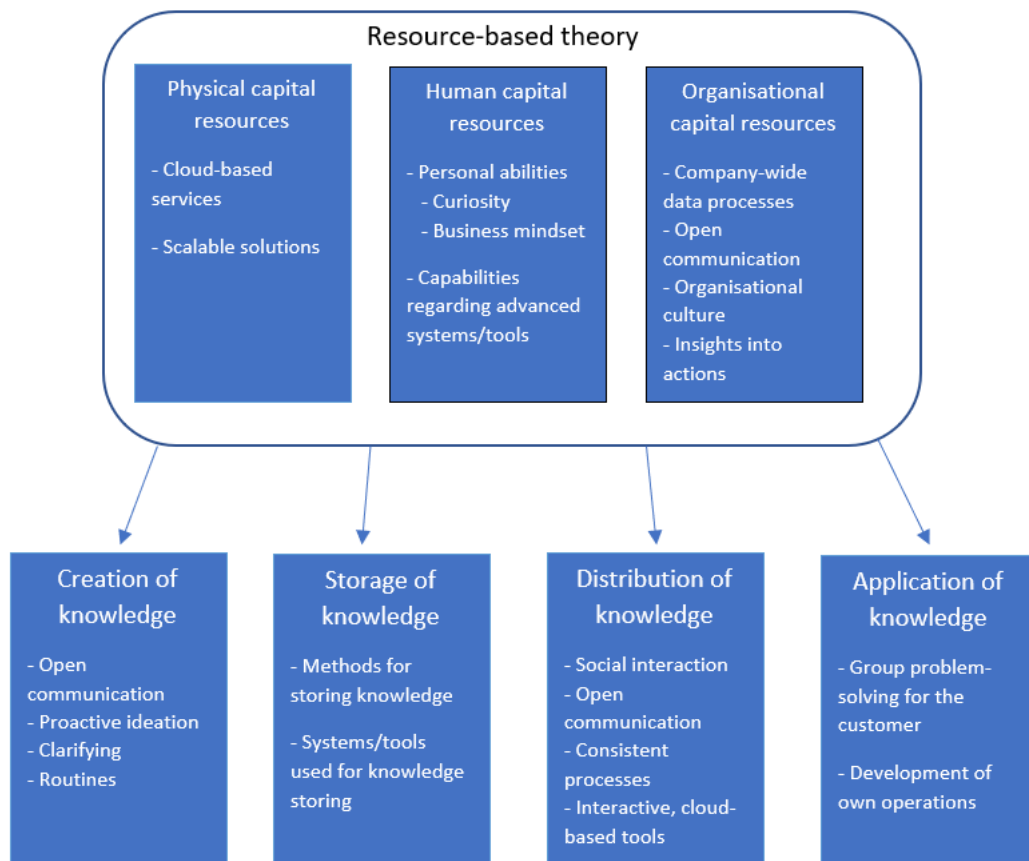 Resource-based theory
Physical capital
resources
- Cloud-based
services
- Scalable solutions
Human capital
resources
- Personal abilities
- Curiosity
- Business mindset
- Capabilities
regarding advanced
systems/tools
Organisational
capital resources
- Company-wide
data processes
- Open
communication
- Organisational
culture
- Insights into
actions
Creation of
knowledge
- Open
communication
- Proactive ideation
- Clarifying
- Routines
Storage of
knowledge
- Methods for
storing knowledge
- Systems/tools
used for knowledge
storing
Distribution of
knowledge
- Social interaction
- Open
communication
- Consistent
processes
- Interactive, cloud-
based tools
Application of
knowledge
- Group problem-
solving for the
customer
- Development of
own operations